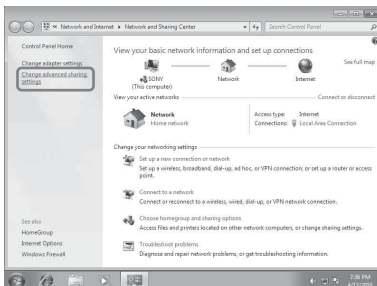 « Network and Internet ▸ Network and Sharing Center
Search Control Panel
Control Panel Home
Change adapter settings
Change advanced sharing
settings
View your basic network information and set up connections
See full map
SONY
(This computer)
Network
Internet
View your active networks
Connect or disconnect
Network
Home network
Access type: Internet
Connections: Local Area Connection
Change your networking settings
Set up a new connection or network
Set up a wireless, broadband, dial-up, ad hoc, or VPN connection; or set up a router or access
point.
Connect to a network
Connect or reconnect to a wireless, wired, dial-up, or VPN network connection.
Choose homegroup and sharing options
Access files and printers located on other network computers, or change sharing settings.
Troubleshoot problems
Diagnose and repair network problems, or get troubleshooting information.
See also
HomeGroup
Internet Options
Windows Firewall
7:36 PM